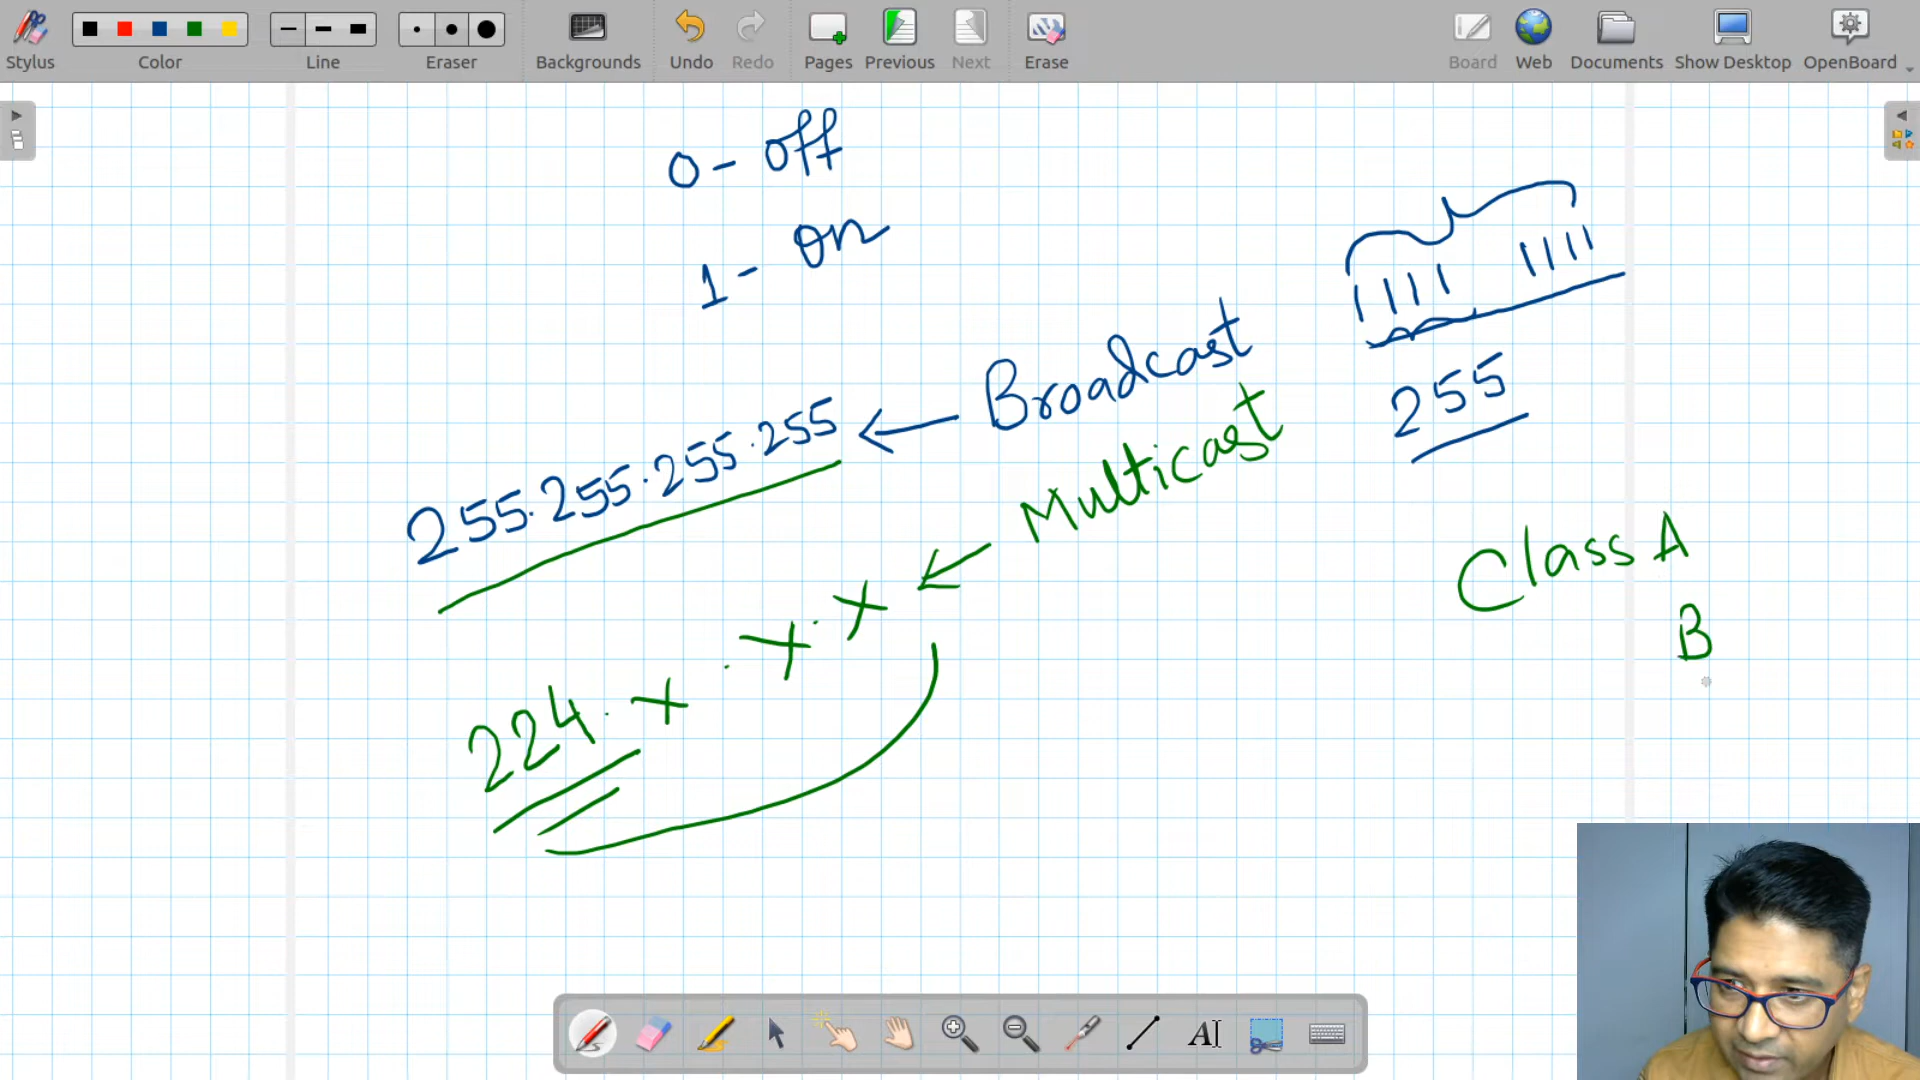 Stylus Color Line Eraser Backgrounds Undo Redo Pages Previous Next Erase Board Web Documents Show Desktop OpenBoard
0 - off
1 - on
1111 1111
255
255.255.255.255 ← Broadcast
224.x.x.x ← Multicast
Class A
B
AI